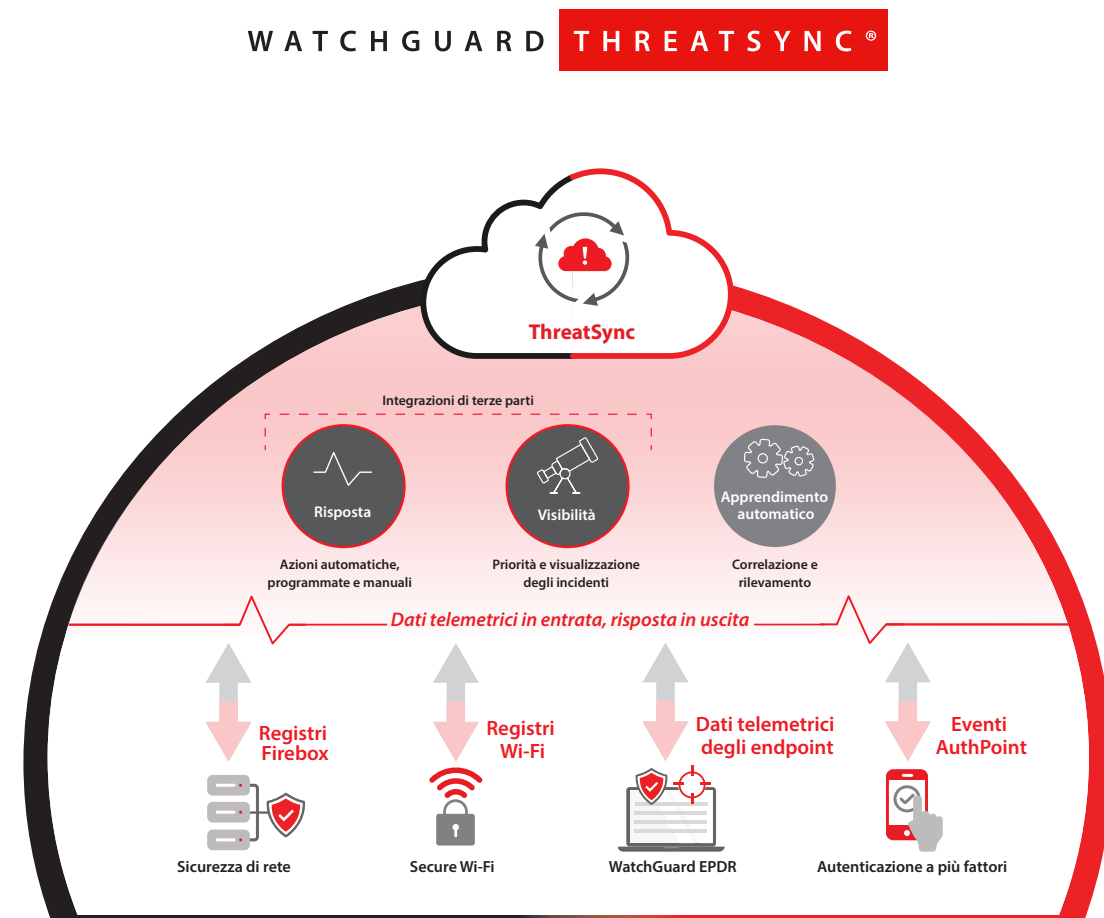 WATCHGUARD THREATSYNC®
ThreatSync
Integrazioni di terze parti
Risposta
Visibilità
Apprendimento
automatico
Azioni automatiche,
programmate e manuali
Priorità e visualizzazione
degli incidenti
Correlazione e
rilevamento
Dati telemetrici in entrata, risposta in uscita
Registri
Firebox
Registri
Wi-Fi
Dati telemetrici
degli endpoint
Eventi
AuthPoint
Sicurezza di rete
Secure Wi-Fi
WatchGuard EPDR
Autenticazione a più fattori